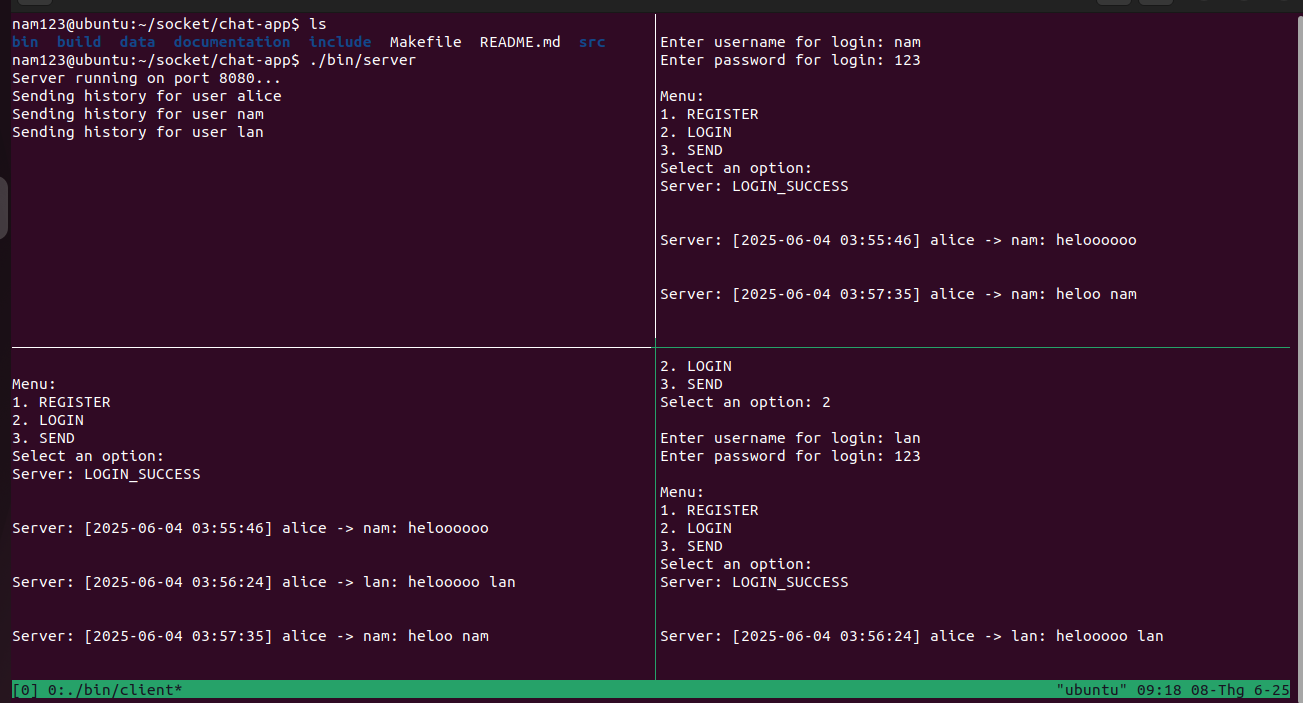 nam123@ubuntu:~/socket/chat-app$ ls
bin  build  data  documentation  include  Makefile  README.md  src
nam123@ubuntu:~/socket/chat-app$ ./bin/server
Server running on port 8080...
Sending history for user alice
Sending history for user nam
Sending history for user lan
Enter username for login: nam
Enter password for login: 123
Menu:
1. REGISTER
2. LOGIN
3. SEND
Select an option:
Server: LOGIN_SUCCESS
Server: [2025-06-04 03:55:46] alice -> nam: heloooooo
Server: [2025-06-04 03:57:35] alice -> nam: heloo nam
Menu:
1. REGISTER
2. LOGIN
3. SEND
Select an option:
Server: LOGIN_SUCCESS
Server: [2025-06-04 03:55:46] alice -> nam: heloooooo
Server: [2025-06-04 03:56:24] alice -> lan: helooooo lan
Server: [2025-06-04 03:57:35] alice -> nam: heloo nam
2. LOGIN
3. SEND
Select an option: 2
Enter username for login: lan
Enter password for login: 123
Menu:
1. REGISTER
2. LOGIN
3. SEND
Select an option:
Server: LOGIN_SUCCESS
Server: [2025-06-04 03:56:24] alice -> lan: helooooo lan
[0] 0:./bin/client*
"ubuntu" 09:18 08-Thg 6-25